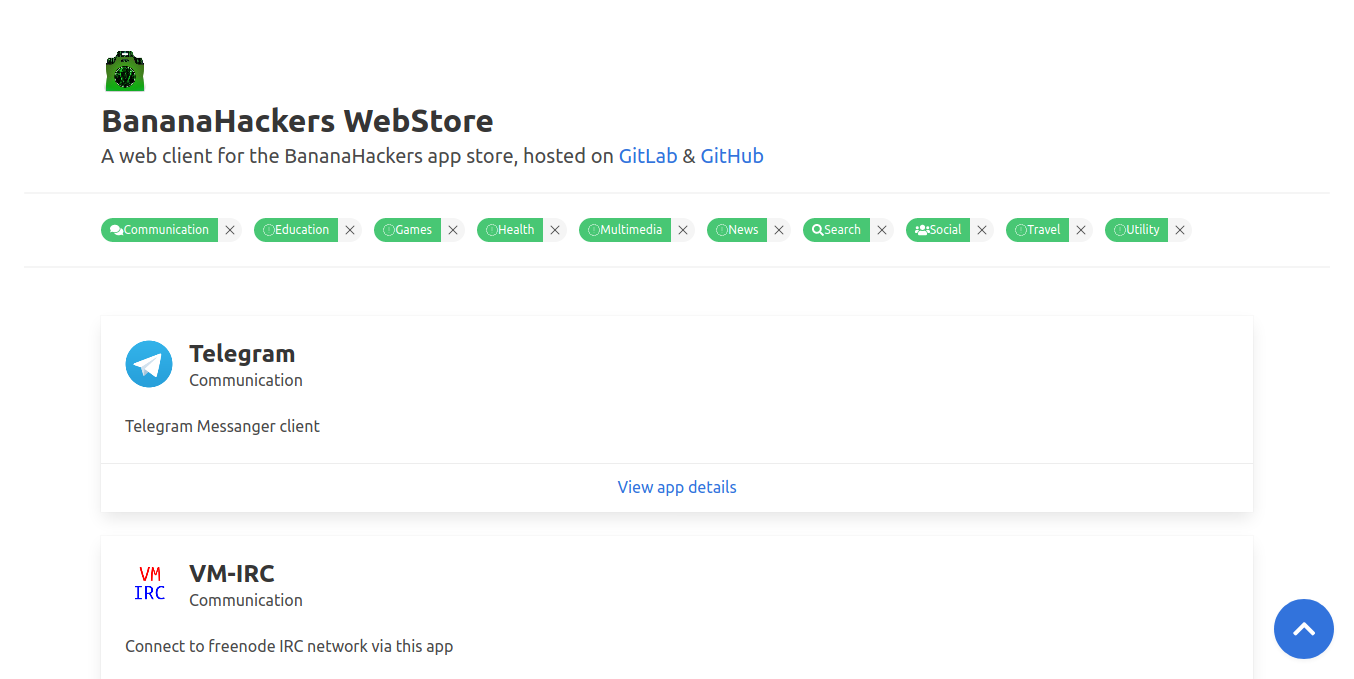 BananaHackers WebStore
A web client for the BananaHackers app store, hosted on GitLab & GitHub
Communication Education Games Health Multimedia News Search Social Travel Utility
Telegram
Communication
Telegram Messanger client
View app details
VM
IRC
VM-IRC
Communication
Connect to freenode IRC network via this app